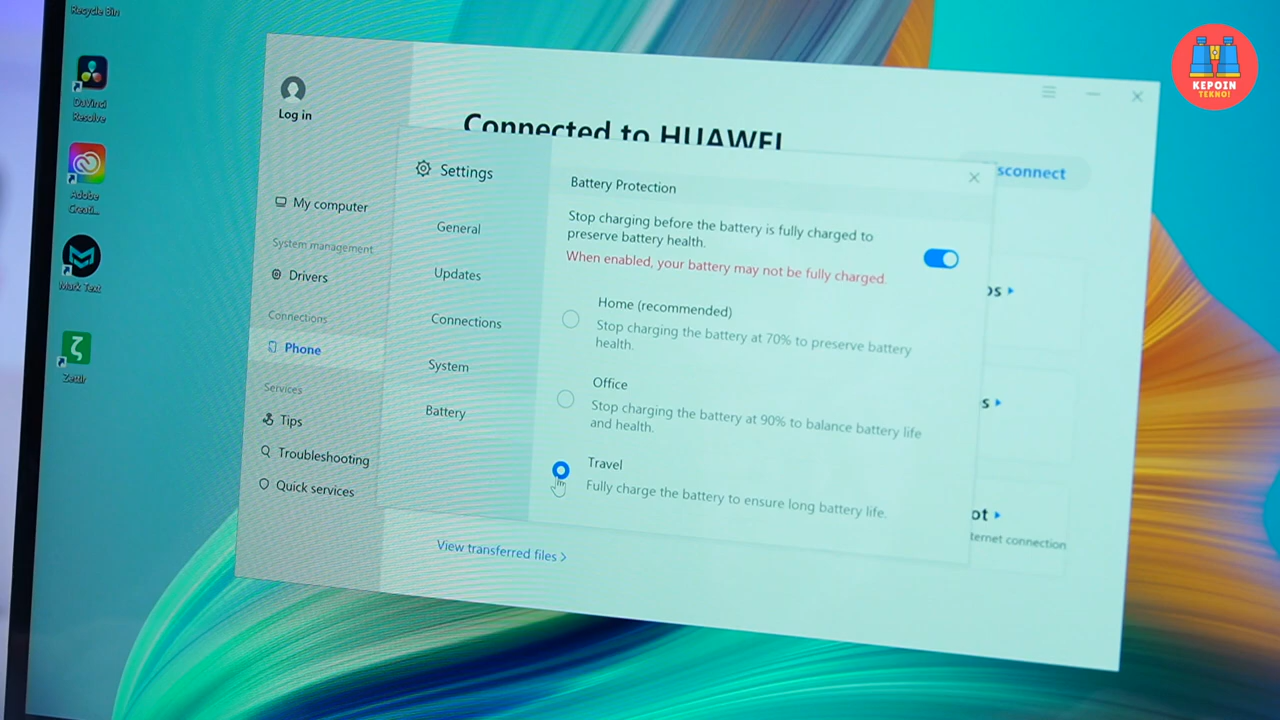 Recycle Bin
DaVinci
Resolve
Adobe
Creati...
Mark Text
Zettlr
KEPOIN
TEKNO!
Log in
My computer
System management
Drivers
Connections
Phone
Services
Tips
Troubleshooting
Quick services
Connected to HUAWEI
sconnect
Settings
General
Updates
Connections
System
Battery
Battery Protection
Stop charging before the battery is fully charged to
preserve battery health.
When enabled, your battery may not be fully charged.
Home (recommended)
Stop charging the battery at 70% to preserve battery
health.
Office
Stop charging the battery at 90% to balance battery life
and health.
Travel
Fully charge the battery to ensure long battery life.
os
s
ot
ternet connection
View transferred files >